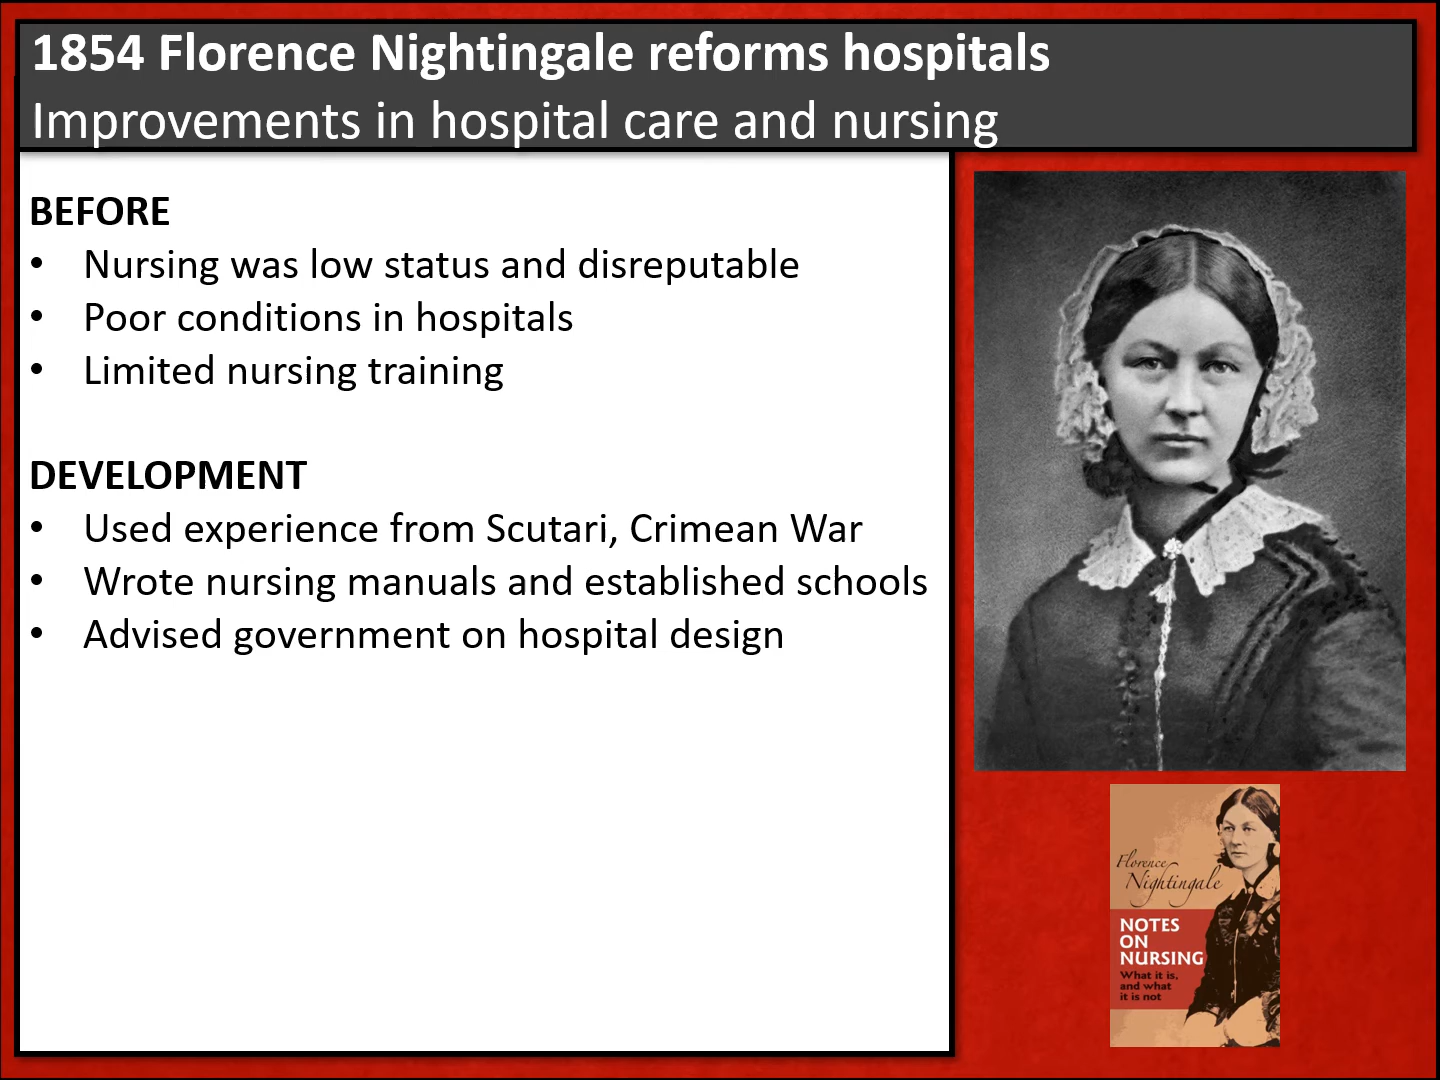 1854 Florence Nightingale reforms hospitals
Improvements in hospital care and nursing
BEFORE
• Nursing was low status and disreputable
• Poor conditions in hospitals
• Limited nursing training
DEVELOPMENT
• Used experience from Scutari, Crimean War
• Wrote nursing manuals and established schools
• Advised government on hospital design
Florence
Nightingale
NOTES
ON
NURSING
What it is,
and what
it is not